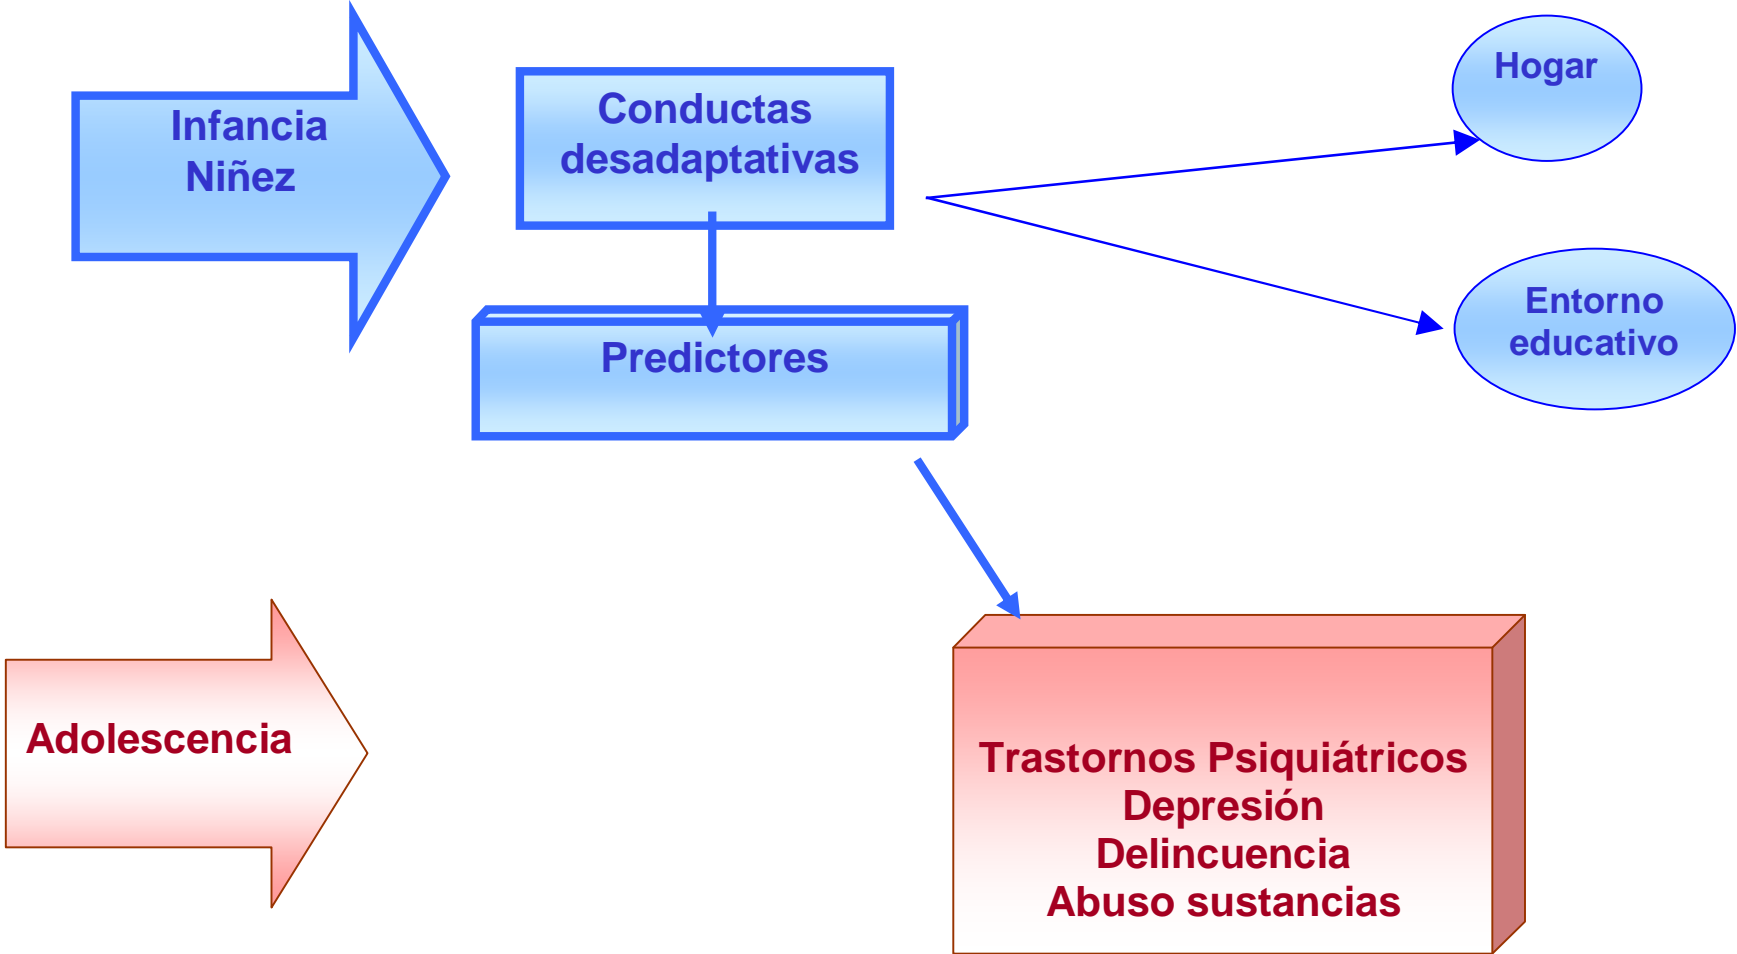 Infancia
Niñez
Conductas
desadaptativas
Hogar
Entorno
educativo
Predictores
Adolescencia
Trastornos Psiquiátricos
Depresión
Delincuencia
Abuso sustancias